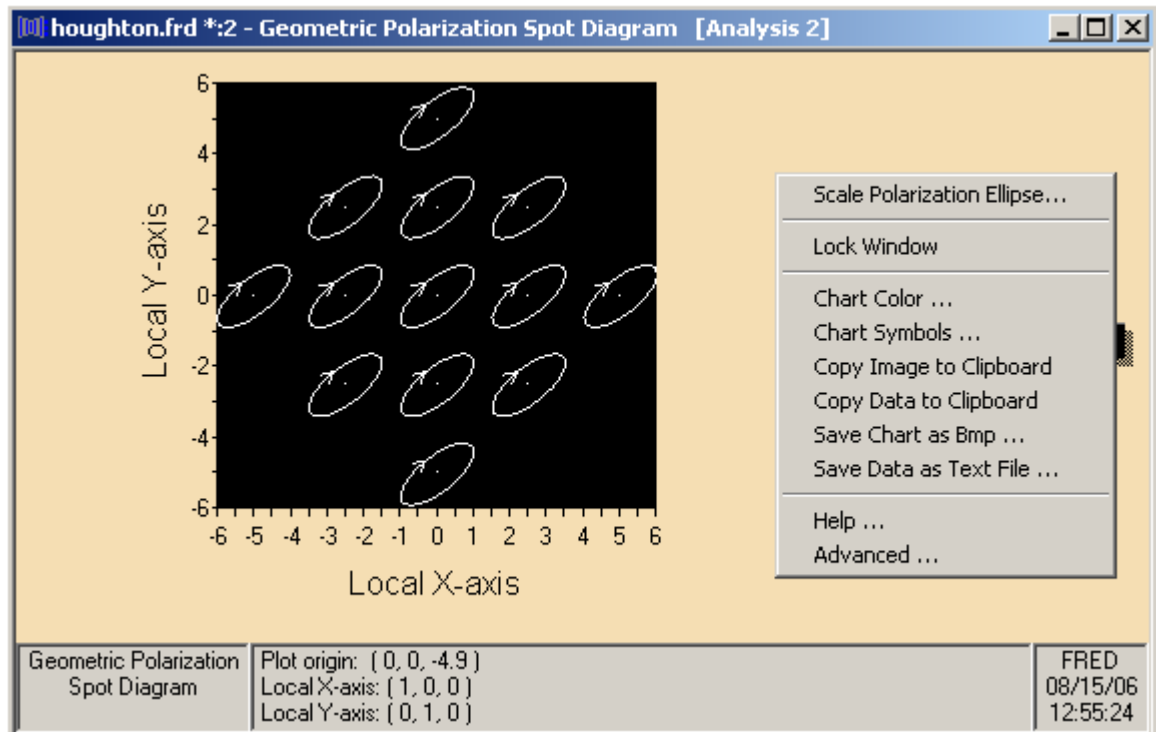 houghton.frd *:2 - Geometric Polarization Spot Diagram [Analysis 2]
6
4
2
0
-2
-4
-6
Local Y-axis
-6 -5 -4 -3 -2 -1 0 1 2 3 4 5 6
Local X-axis
Scale Polarization Ellipse...
Lock Window
Chart Color ...
Chart Symbols ...
Copy Image to Clipboard
Copy Data to Clipboard
Save Chart as Bmp ...
Save Data as Text File ...
Help ...
Advanced ...
Geometric Polarization
Spot Diagram
Plot origin: ( 0, 0, -4.9 )
Local X-axis: ( 1, 0, 0 )
Local Y-axis: ( 0, 1, 0 )
FRED
08/15/06
12:55:24